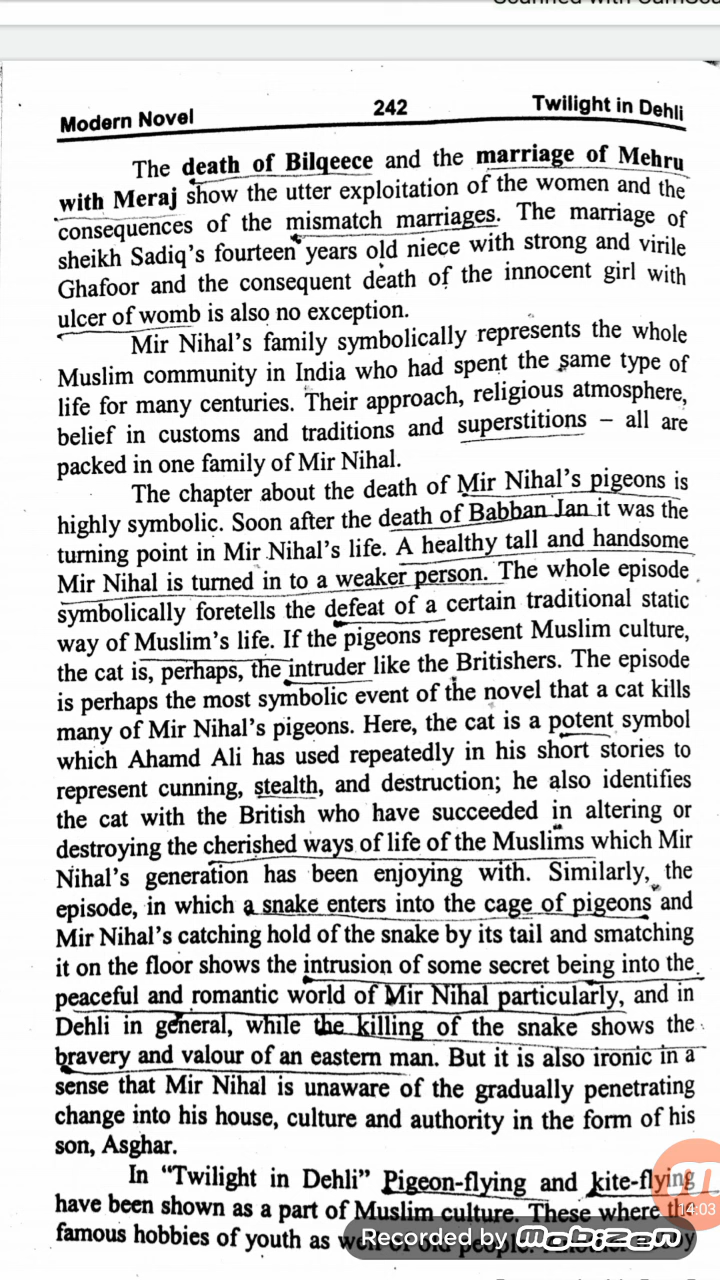 Modern Novel 242 Twilight in Dehli
The death of Bilqeece and the marriage of Mehru
with Meraj show the utter exploitation of the women and the
consequences of the mismatch marriages. The marriage of
sheikh Sadiq's fourteen years old niece with strong and virile
Ghafoor and the consequent death of the innocent girl with
ulcer of womb is also no exception.
Mir Nihal's family symbolically represents the whole
Muslim community in India who had spent the same type of
life for many centuries. Their approach, religious atmosphere,
belief in customs and traditions and superstitions – all are
packed in one family of Mir Nihal.
The chapter about the death of Mir Nihal's pigeons is
highly symbolic. Soon after the death of Babban Jan it was the
turning point in Mir Nihal's life. A healthy tall and handsome
Mir Nihal is turned in to a weaker person. The whole episode
symbolically foretells the defeat of a certain traditional static
way of Muslim's life. If the pigeons represent Muslim culture,
the cat is, perhaps, the intruder like the Britishers. The episode
is perhaps the most symbolic event of the novel that a cat kills
many of Mir Nihal's pigeons. Here, the cat is a potent symbol
which Ahamd Ali has used repeatedly in his short stories to
represent cunning, stealth, and destruction; he also identifies
the cat with the British who have succeeded in altering or
destroying the cherished ways of life of the Muslims which Mir
Nihal's generation has been enjoying with. Similarly, the
episode, in which a snake enters into the cage of pigeons and
Mir Nihal's catching hold of the snake by its tail and smatching
it on the floor shows the intrusion of some secret being into the
peaceful and romantic world of Mir Nihal particularly, and in
Dehli in general, while the killing of the snake shows the
bravery and valour of an eastern man. But it is also ironic in a
sense that Mir Nihal is unaware of the gradually penetrating
change into his house, culture and authority in the form of his
son, Asghar.
In "Twilight in Dehli" Pigeon-flying and kite-flying
have been shown as a part of Muslim culture. These where
14:03
famous hobbies of youth as
Recorded by mobizen